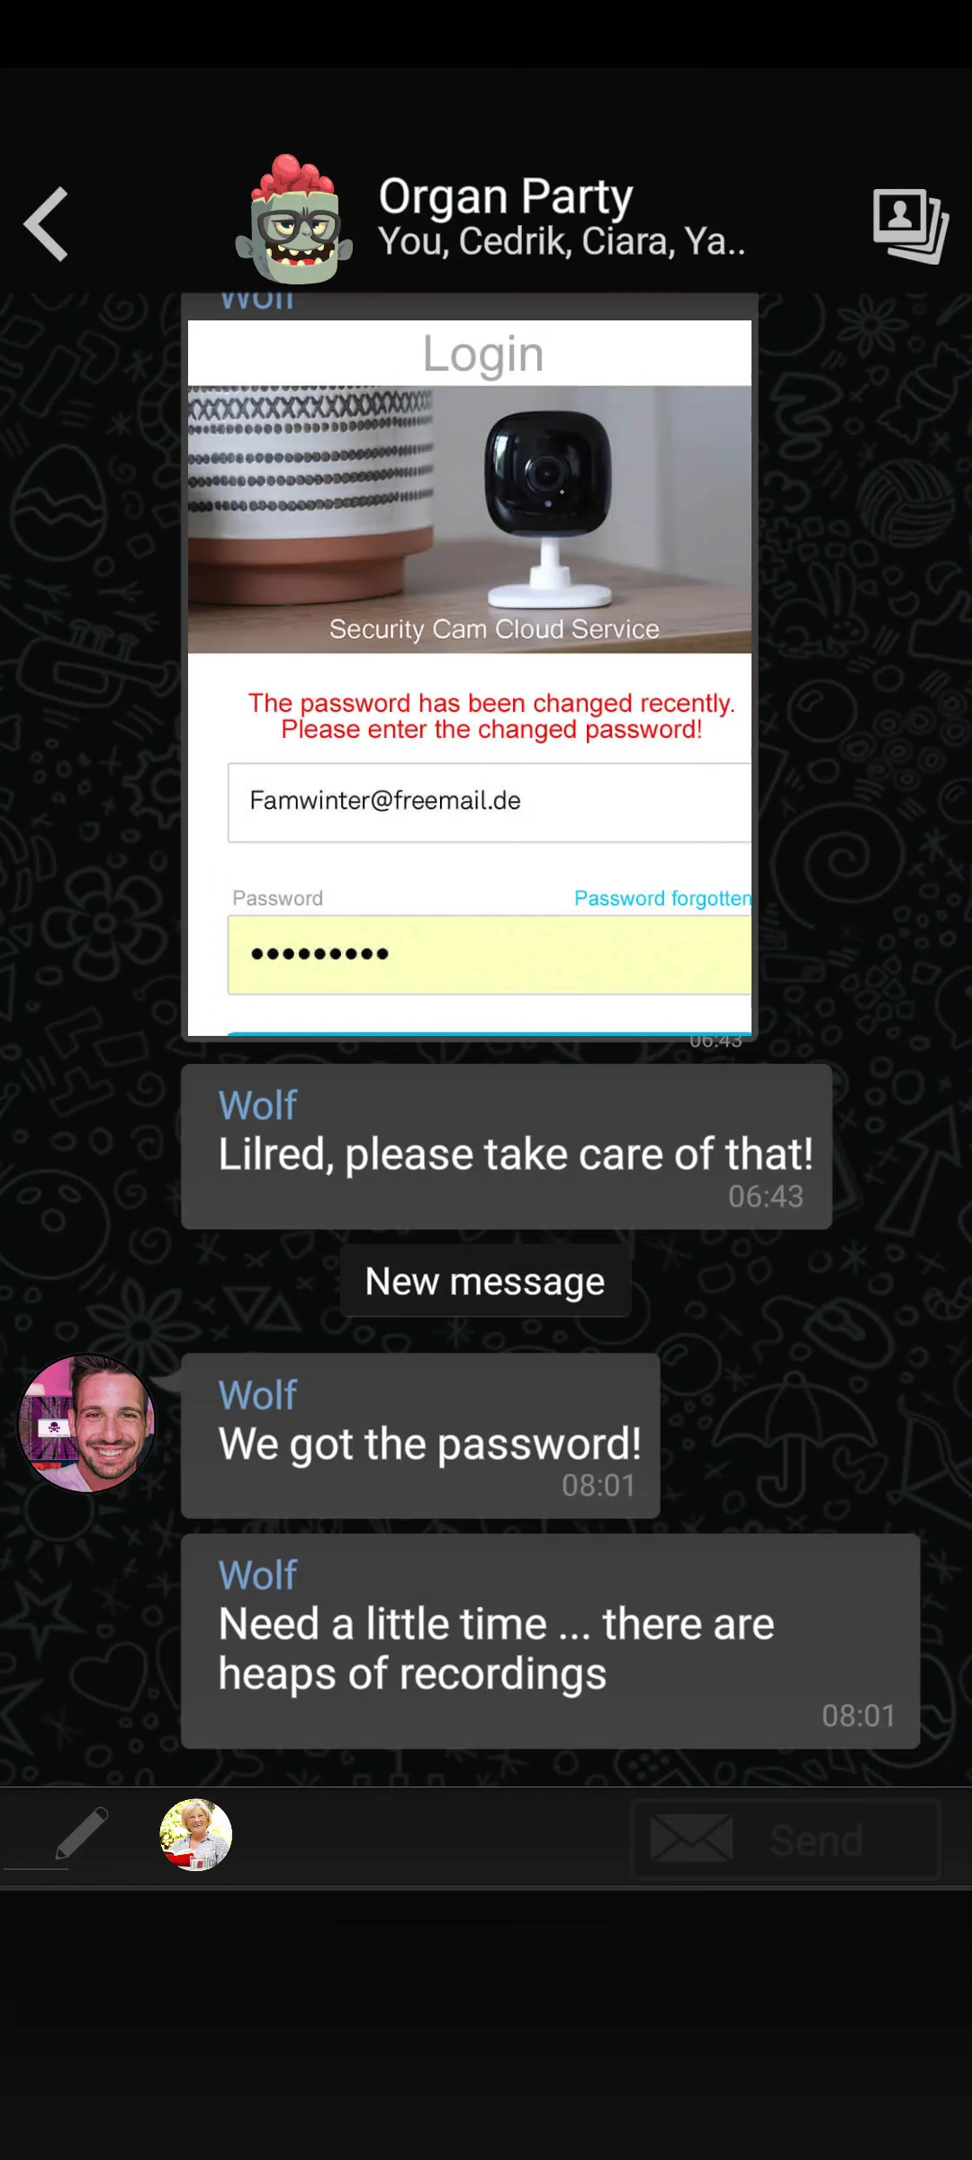 Organ Party
You, Cedrik, Ciara, Ya..
Wolf
Login
Security Cam Cloud Service
The password has been changed recently.
Please enter the changed password!
Famwinter@freemail.de
Password
Password forgotten
06:43
Wolf
Lilred, please take care of that!
06:43
New message
Wolf
We got the password!
08:01
Wolf
Need a little time ... there are
heaps of recordings
08:01
Send